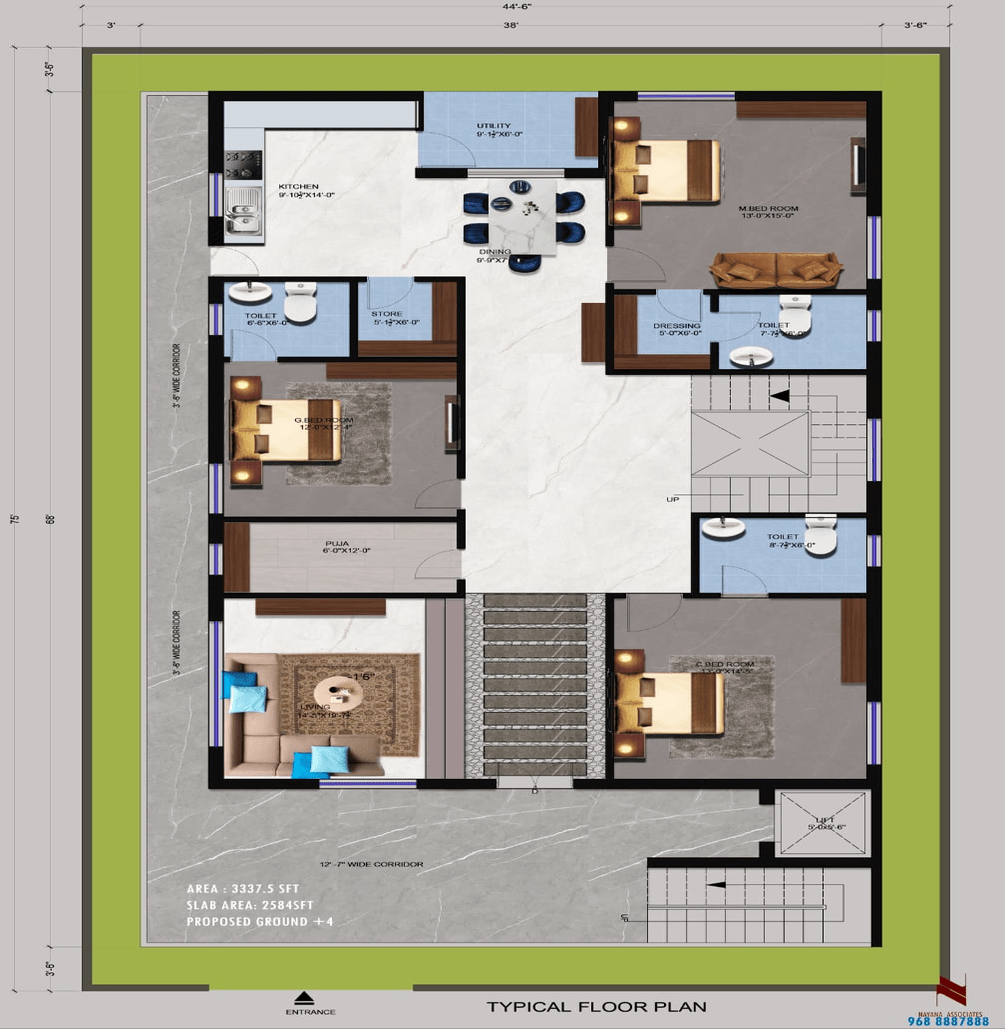 44'-6"
3'
38'
3'-6"
3'-6"
UTILITY
9'-1½"X6'-0"
KITCHEN
9'-10½"X14'-0"
M.BED ROOM
13'-0"X15'-0"
DINING
9'-9"X7'
TOILET
6'-6"X6'-0"
STORE
5'-1½"X6'-0"
DRESSING
5'-0"X6'-0"
TOILET
7'-7½"X6'-0"
3'-6" WIDE CORRIDOR
G.BED ROOM
12'-0"X12'-4"
UP
75'
68'
PUJA
6'-0"X12'-0"
TOILET
8'-7½"X6'-0"
3'-6" WIDE CORRIDOR
C.BED ROOM
13'-0"X14'-5"
1'6"
LIVING
D
LIFT
5'-0x5'-6"
12' -7" WIDE CORRIDOR
AREA : 3337.5 SFT
SLAB AREA: 2584SFT
PROPOSED GROUND +4
UP
3'-6"
ENTRANCE
TYPICAL FLOOR PLAN
NAYANA ASSOCIATES
968 8887888